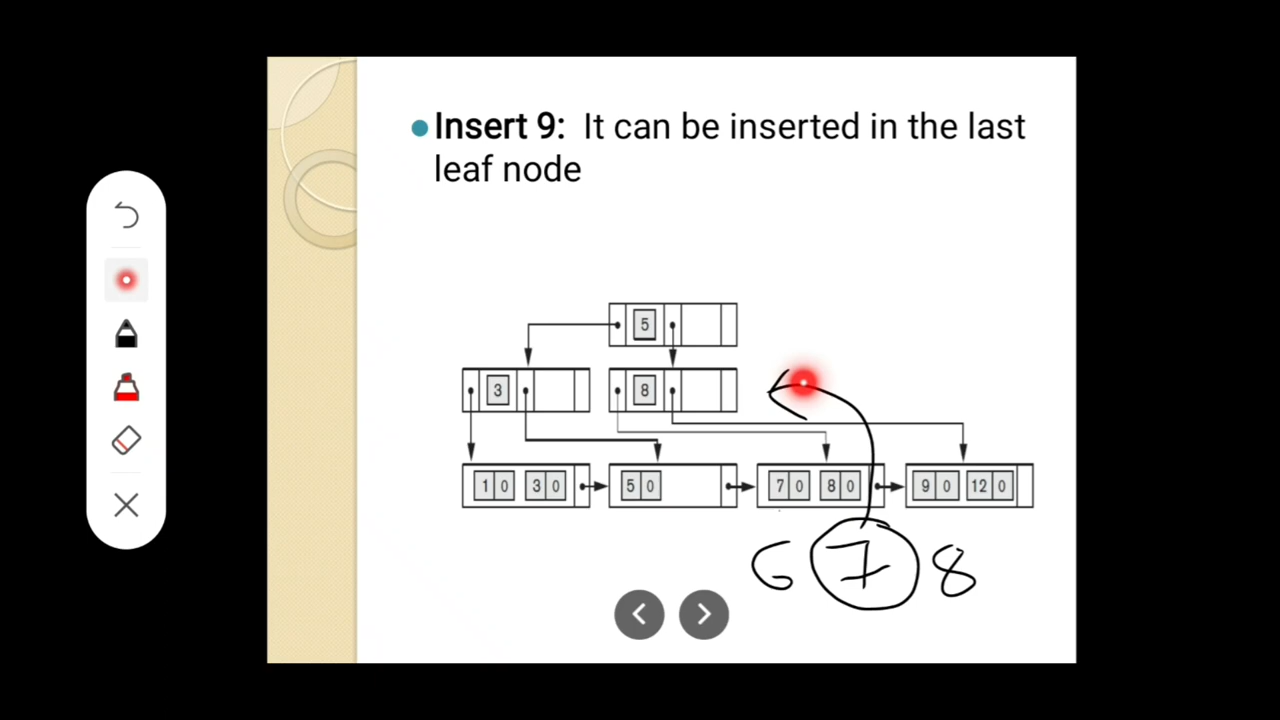 Insert 9: It can be inserted in the last
leaf node
5
3 8
1 0 3 0 5 0 7 0 8 0 9 0 12 0
6 7 8